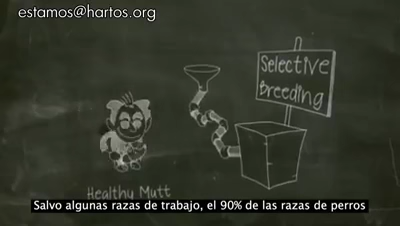 estamos@hartos.org
Selective
Breeding
Healthy Mutt
Salvo algunas razas de trabajo, el 90% de las razas de perros